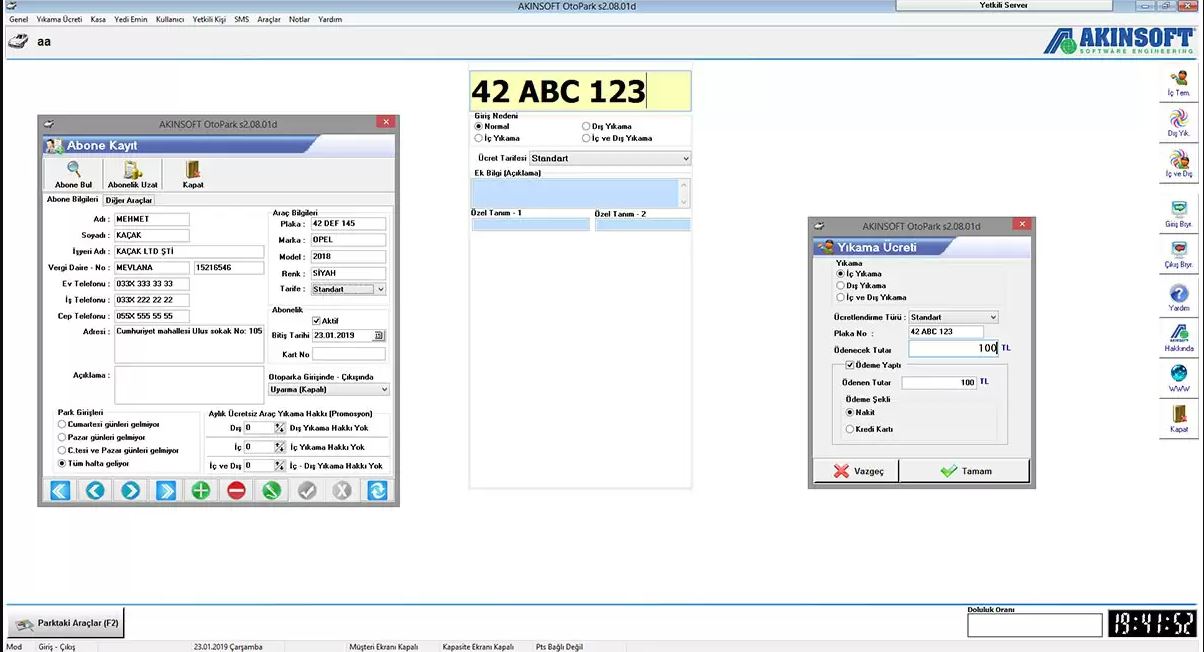 AKINSOFT OtoPark s2.08.01d
Yetkili Server
Genel Yıkama Ücreti Kasa Yedi Emin Kullanıcı Yetkili Kişi SMS Araçlar Notlar Yardım
aa
AKINSOFT
SOFTWARE ENGINEERING
42 ABC 123
Giriş Nedeni
Normal Dış Yıkama
İç Yıkama İç ve Dış Yıkama
Ücret Tarifesi Standart
Ek Bilgi (Açıklama)
Özel Tanım - 1 Özel Tanım - 2
AKINSOFT OtoPark s2.08.01d
Abone Kayıt
Abone Bul Abonelik Uzat Kapat
Abone Bilgileri Diğer Araçlar
Adı : MEHMET
Soyadı : KAÇAK
İşyeri Adı : KAÇAK LTD ŞTİ
Vergi Daire - No : MEVLANA 15216546
Ev Telefonu : 033X 333 33 33
İş Telefonu : 033X 222 22 22
Cep Telefonu : 055X 555 55 55
Adresi : Cumhuriyet mahallesi Ulus sokak No: 105
Açıklama :
Araç Bilgileri
Plaka : 42 DEF 145
Marka : OPEL
Model : 2018
Renk : SİYAH
Tarife : Standart
Abonelik
Aktif
Bitiş Tarihi 23.01.2019
Kart No
Otoparka Girişinde - Çıkışında
Uyarma (Kapalı)
Park Girişleri
Cumartesi günleri gelmiyor
Pazar günleri gelmiyor
C.tesi ve Pazar günleri gelmiyor
Tüm hafta geliyor
Aylık Ücretsiz Araç Yıkama Hakkı (Promosyon)
Dış 0 Dış Yıkama Hakkı Yok
İç 0 İç Yıkama Hakkı Yok
İç ve Dış 0 İç - Dış Yıkama Hakkı Yok
AKINSOFT OtoPark s2.08.01d
Yıkama Ücreti
Yıkama
İç Yıkama
Dış Yıkama
İç ve Dış Yıkama
Ücretlendirme Türü : Standart
Plaka No : 42 ABC 123
Ödenecek Tutar 100 TL
Ödeme Yaptı
Ödenen Tutar 100 TL
Ödeme Şekli
Nakit
Kredi Kartı
Vazgeç Tamam
İç Tem.
Dış Yık.
İç ve Dış
Giriş Bıyr.
Çıkış Bıyr.
Yardım
Hakkında
WWW
Kapat
Parktaki Araçlar (F2)
Doluluk Oranı
19:41:52
Mod Giriş - Çıkış 23.01.2019 Çarşamba Müşteri Ekranı Kapalı Kapasite Ekranı Kapalı Pts Bağlı Değil